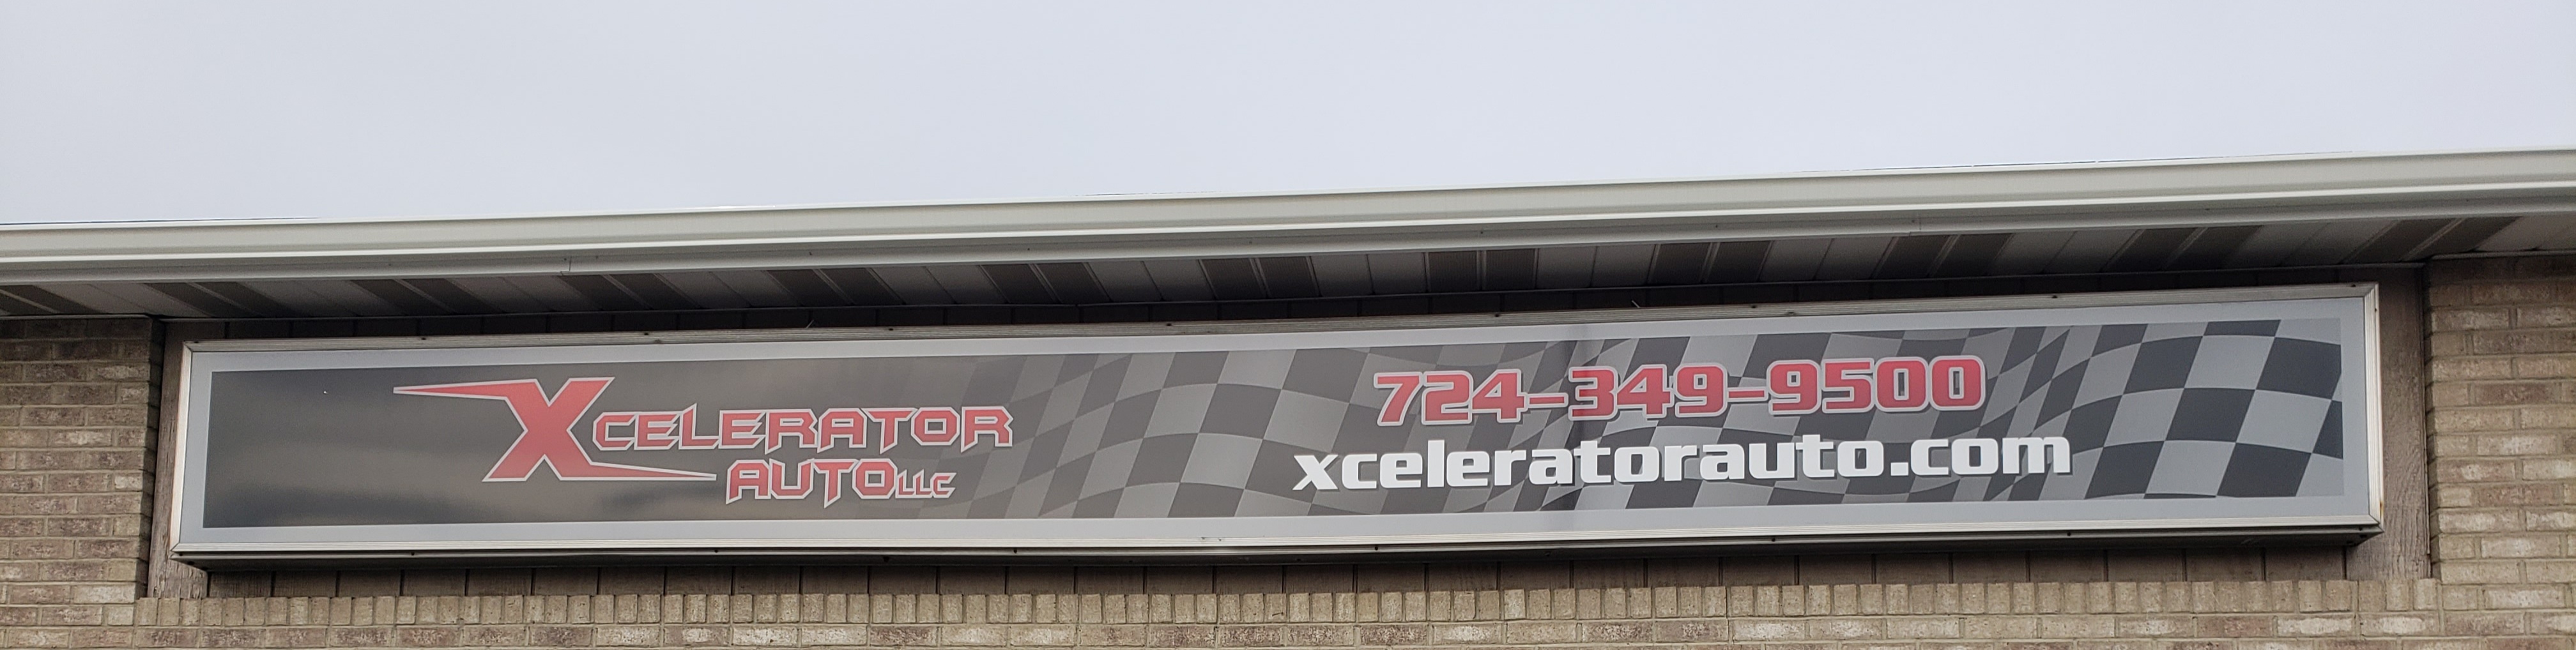 XCELERATOR
AUTO LLC
724-349-9500
xceleratorauto.com